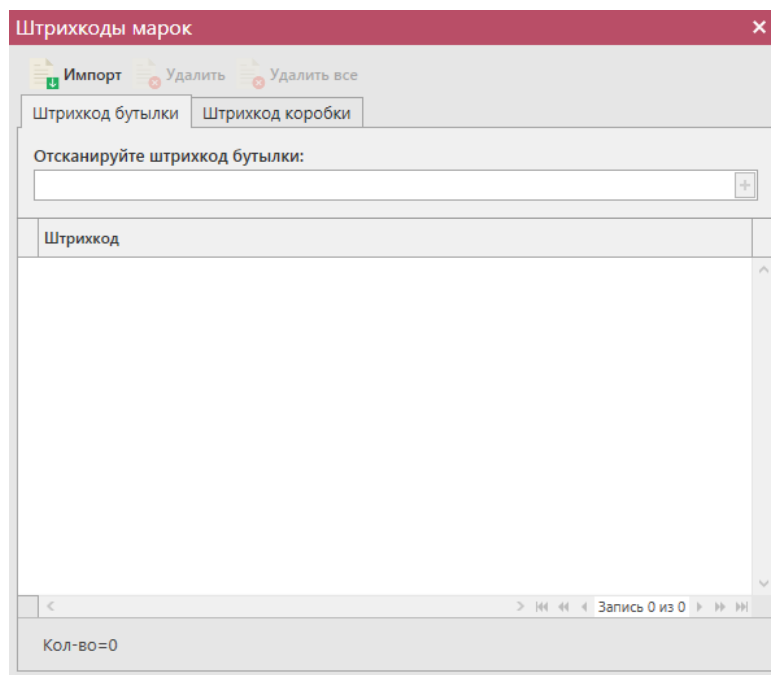 Штрихкоды марок
Импорт Удалить Удалить все
Штрихкод бутылки Штрихкод коробки
Отсканируйте штрихкод бутылки:
Штрихкод
Запись 0 из 0
Кол-во=0